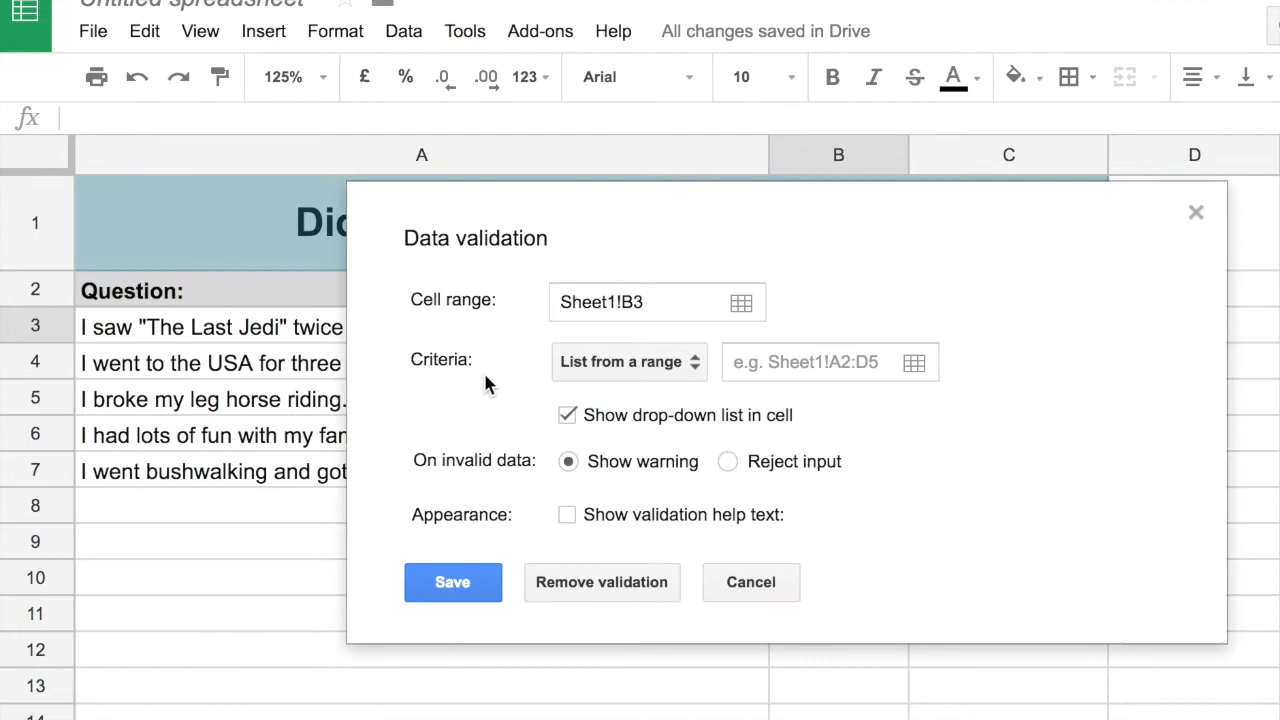 Untitled spreadsheet
File Edit View Insert Format Data Tools Add-ons Help All changes saved in Drive
125% £ % .0 .00 123 Arial 10 B I S A
fx
A B C D
1
Data validation
2 Question:
Cell range: Sheet1!B3
3 I saw "The Last Jedi" twice
4 I went to the USA for three
Criteria: List from a range e.g. Sheet1!A2:D5
5 I broke my leg horse riding.
Show drop-down list in cell
6 I had lots of fun with my
7 I went bushwalking and got
On invalid data: Show warning Reject input
8
Appearance: Show validation help text:
9
10
Save Remove validation Cancel
11
12
13